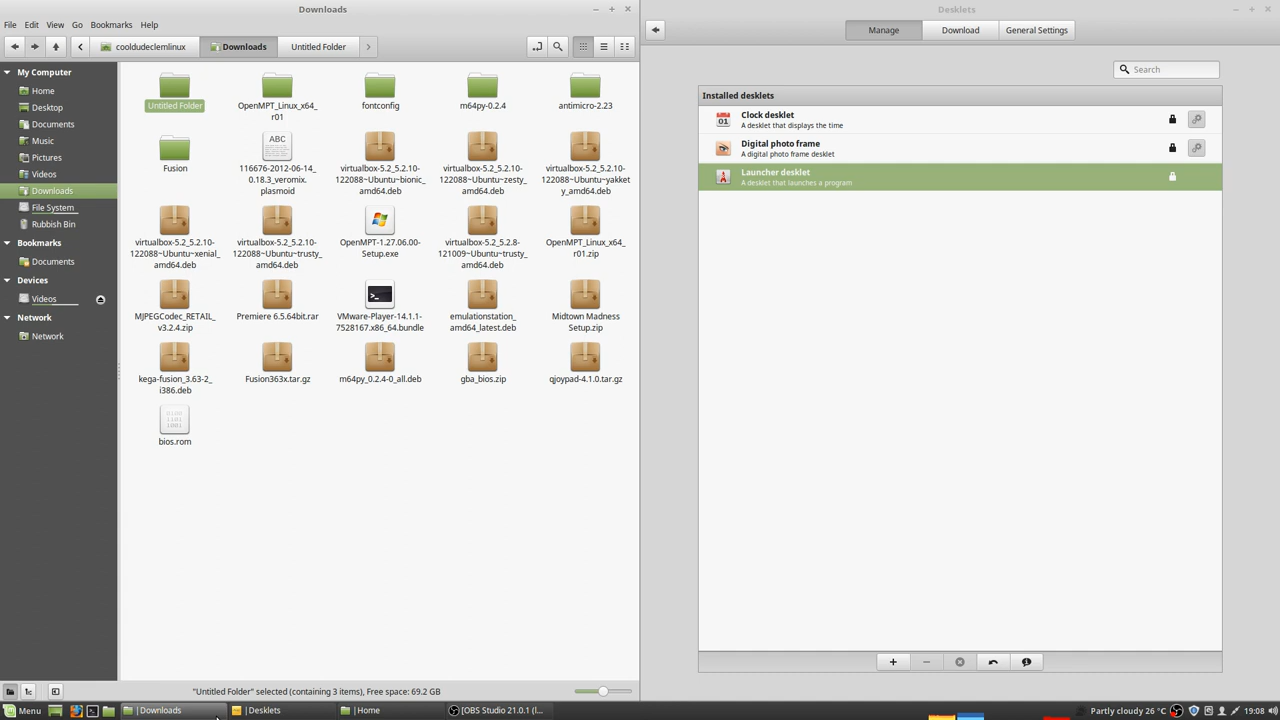 Downloads
File Edit View Go Bookmarks Help
cooldudeclemlinux
Downloads
Untitled Folder
My Computer
Home
Desktop
Documents
Music
Pictures
Videos
Downloads
File System
Rubbish Bin
Bookmarks
Documents
Devices
Videos
Network
Network
Untitled Folder
OpenMPT_Linux_x64_
r01
fontconfig
m64py-0.2.4
antimicro-2.23
Fusion
ABC
116676-2012-06-14_
0.18.3_veromix.
plasmoid
virtualbox-5.2_5.2.10-
122088~Ubuntu~bionic_
amd64.deb
virtualbox-5.2_5.2.10-
122088~Ubuntu~zesty_
amd64.deb
virtualbox-5.2_5.2.10-
122088~Ubuntu~yakket
ty_amd64.deb
virtualbox-5.2_5.2.10-
122088~Ubuntu~xenial_
amd64.deb
virtualbox-5.2_5.2.10-
122088~Ubuntu~trusty_
amd64.deb
OpenMPT-1.27.06.00-
Setup.exe
virtualbox-5.2_5.2.8-
121009~Ubuntu~trusty_
amd64.deb
OpenMPT_Linux_x64_
r01.zip
MJPEGCodec_RETAIL_
v3.2.4.zip
Premiere 6.5.64bit.rar
VMware-Player-14.1.1-
7528167.x86_64.bundle
emulationstation_
amd64_latest.deb
Midtown Madness
Setup.zip
kega-fusion_3.63-2_
i386.deb
Fusion363x.tar.gz
m64py_0.2.4-0_all.deb
gba_bios.zip
qjoypad-4.1.0.tar.gz
bios.rom
"Untitled Folder" selected (containing 3 items), Free space: 69.2 GB
Desklets
Manage
Download
General Settings
Search
Installed desklets
01
Clock desklet
A desklet that displays the time
Digital photo frame
A digital photo frame desklet
Launcher desklet
A desklet that launches a program
Menu
Downloads
Desklets
Home
[OBS Studio 21.0.1 (l...
Partly cloudy 26 °C
19:08